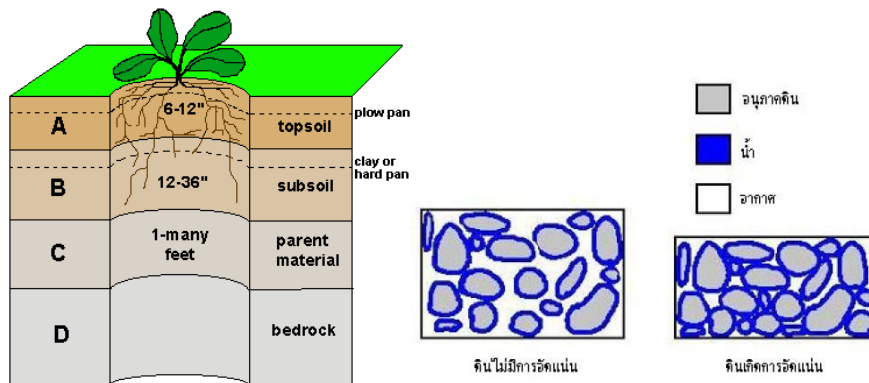 A
6-12"
topsoil
plow pan
B
12-36"
subsoil
clay or
hard pan
C
1-many
feet
parent
material
D
bedrock
อนุภาคดิน
น้ำ
อากาศ
ดินไม่มีการอัดแน่น
ดินเกิดการอัดแน่น